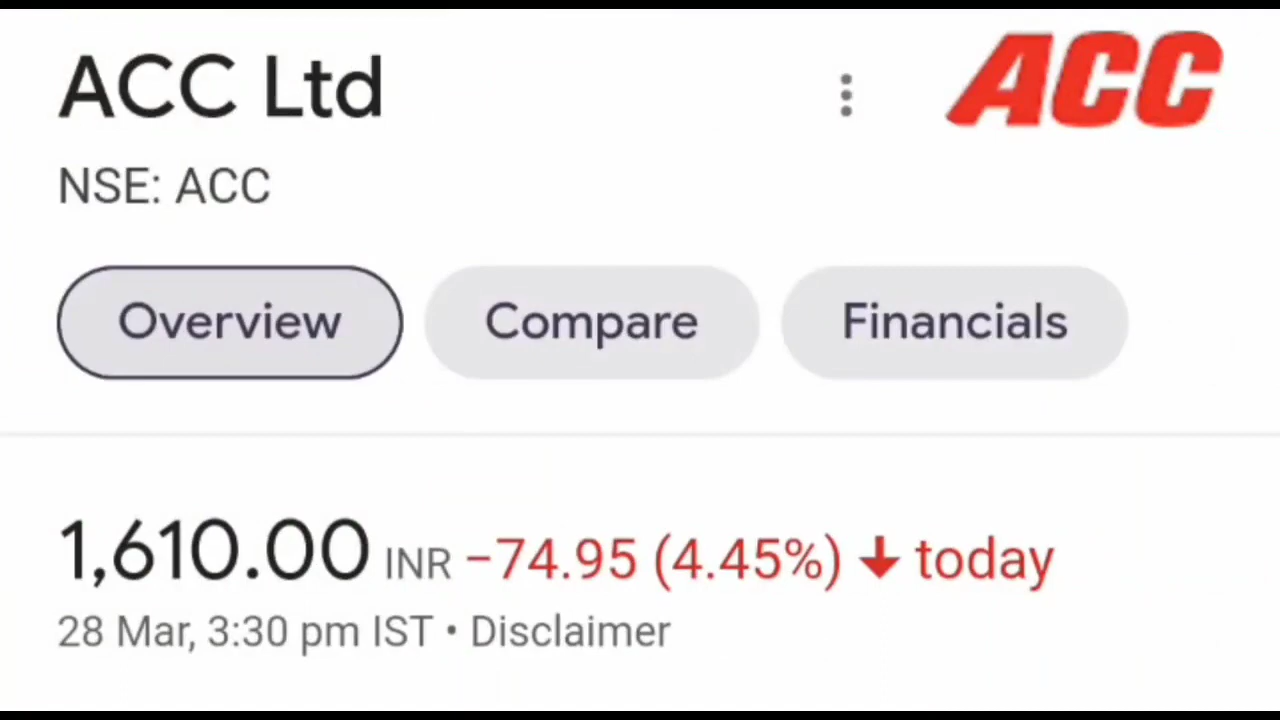 ACC Ltd
ACC
NSE: ACC
Overview Compare Financials
1,610.00 INR −74.95 (4.45%) ↓ today
28 Mar, 3:30 pm IST • Disclaimer